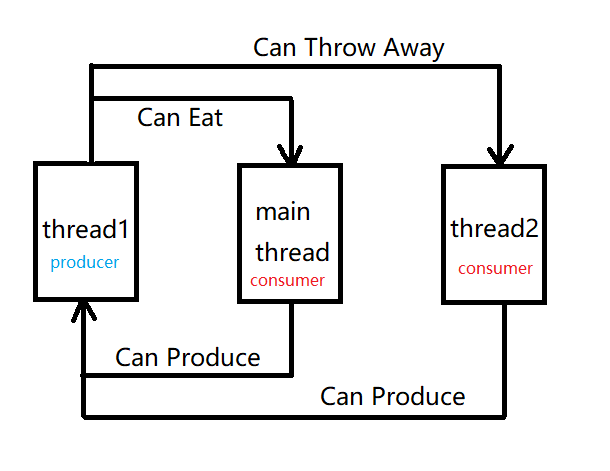 Can Throw Away
Can Eat
thread1
producer
main
thread
consumer
thread2
consumer
Can Produce
Can Produce